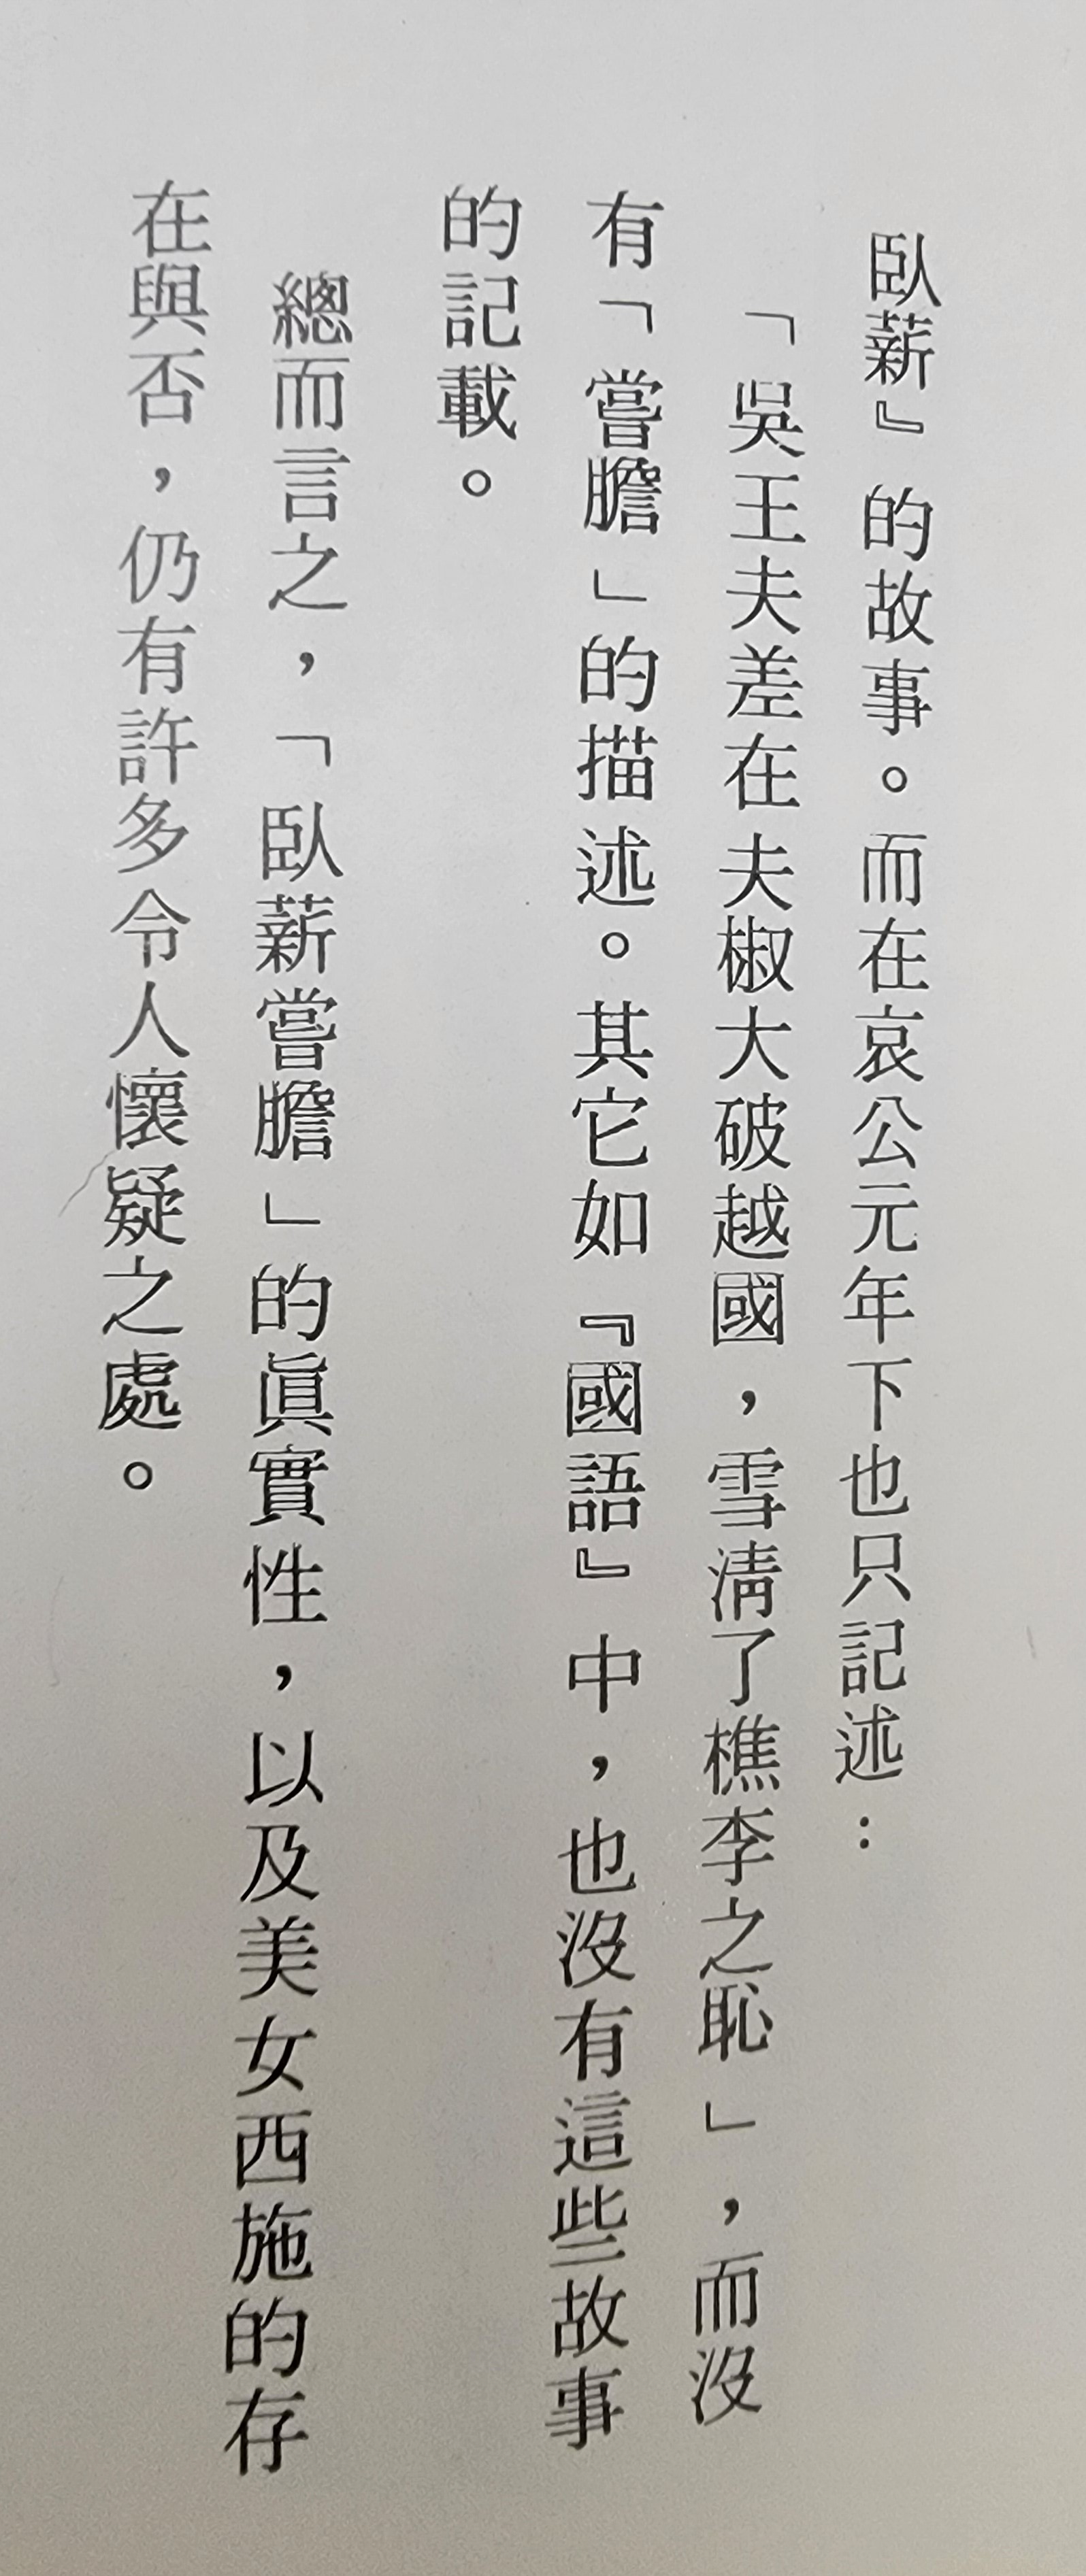 臥薪』的故事。而在哀公元年下也只記述:
「吳王夫差在夫椒大破越國,雪淸了樵李之恥」,而沒
有「嘗膽」的描述。其它如『國語』中,也沒有這些故事
的記載。
總而言之,「臥薪嘗膽」的眞實性,以及美女西施的存
在與否,仍有許多令人懷疑之處。